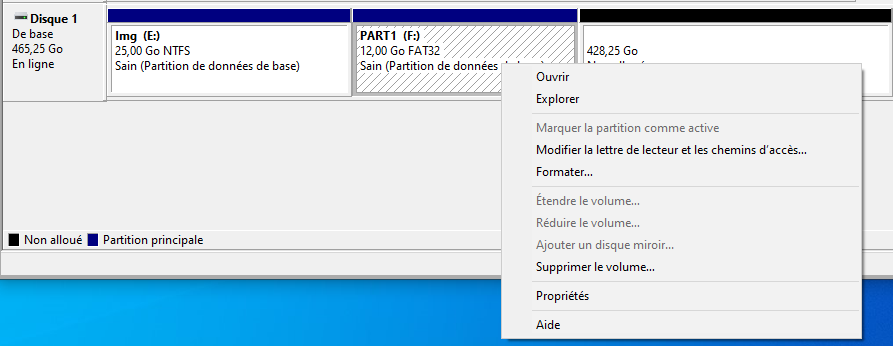 Disque 1
De base
465,25 Go
En ligne
Img (E:)
25,00 Go NTFS
Sain (Partition de données de base)
PART1 (F:)
12,00 Go FAT32
Sain (Partition de données
428,25 Go
Ouvrir
Explorer
Marquer la partition comme active
Modifier la lettre de lecteur et les chemins d’accès...
Formater...
Étendre le volume...
Réduire le volume...
Ajouter un disque miroir...
Supprimer le volume...
Propriétés
Aide
Non alloué
Partition principale